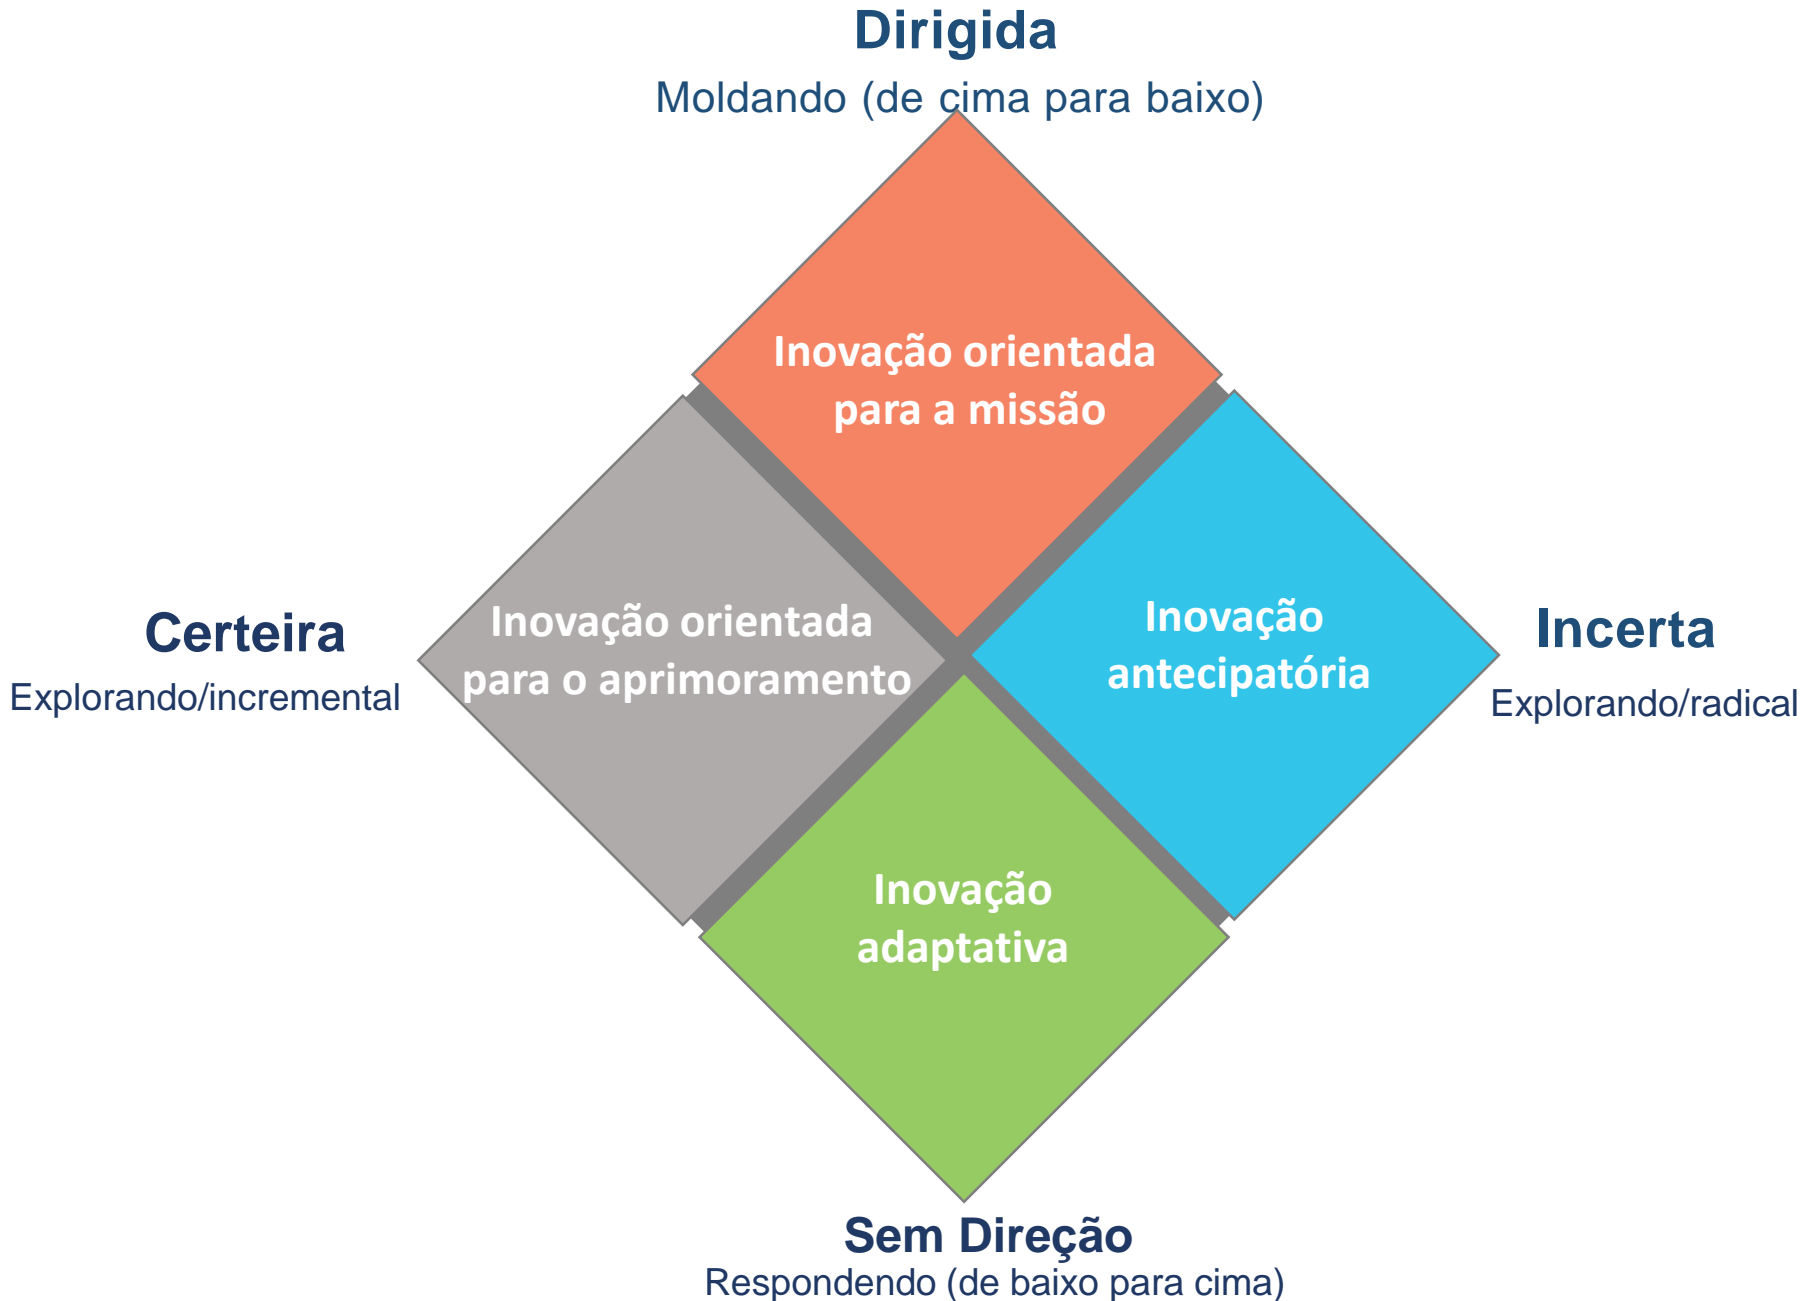 Dirigida
Moldando (de cima para baixo)
Inovação orientada
para a missão
Certeira
Explorando/incremental
Inovação orientada
para o aprimoramento
Inovação
antecipatória
Incerta
Explorando/radical
Inovação
adaptativa
Sem Direção
Respondendo (de baixo para cima)